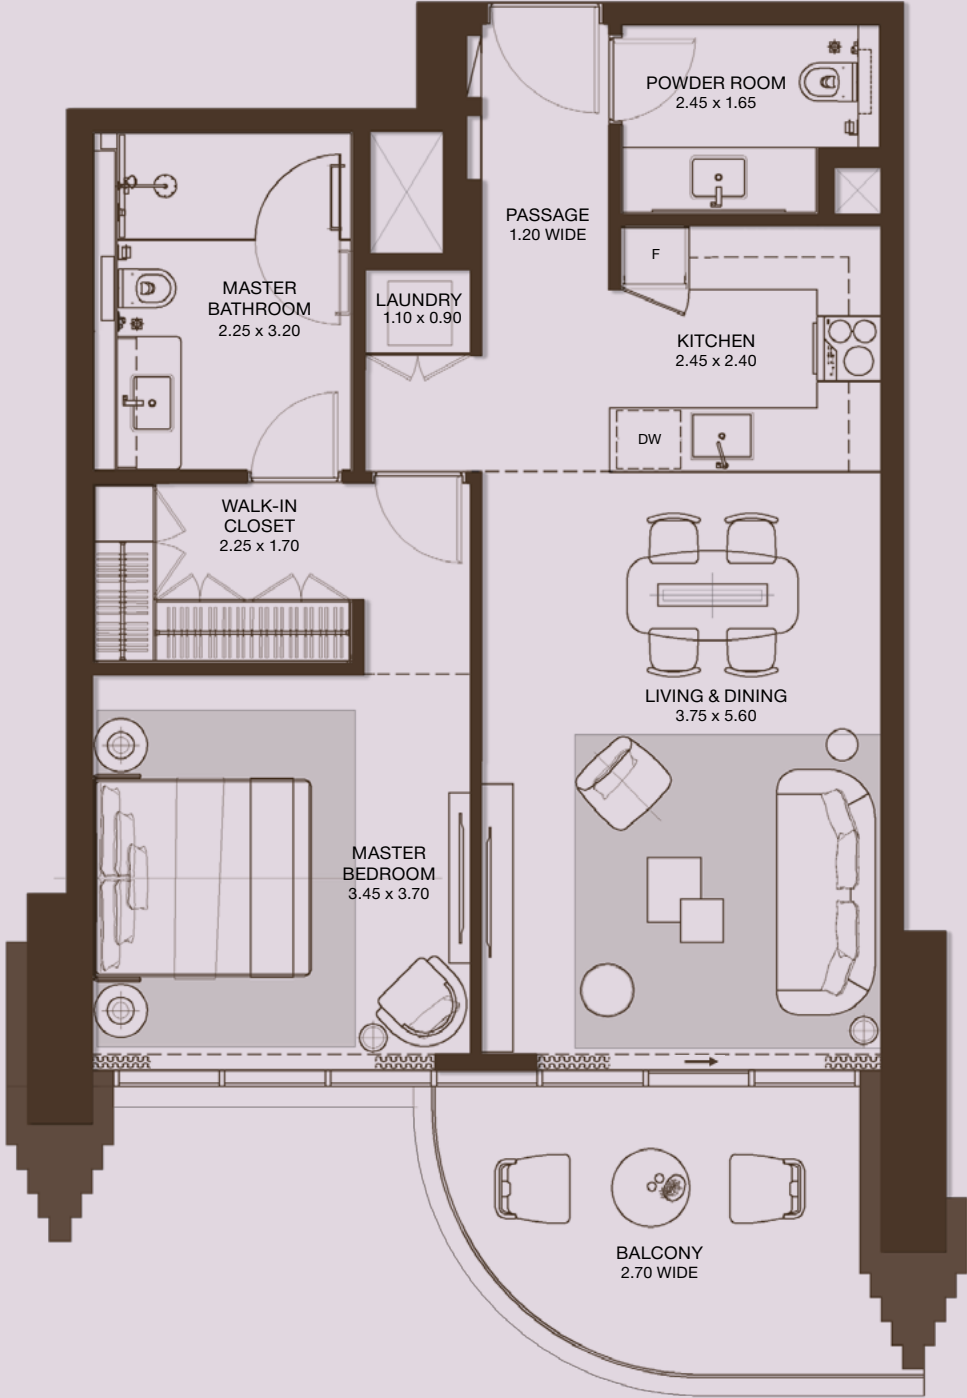 POWDER ROOM
2.45 x 1.65
PASSAGE
1.20 WIDE
F
MASTER
BATHROOM
2.25 x 3.20
LAUNDRY
1.10 x 0.90
KITCHEN
2.45 x 2.40
DW
WALK-IN
CLOSET
2.25 x 1.70
LIVING & DINING
3.75 x 5.60
MASTER
BEDROOM
3.45 x 3.70
BALCONY
2.70 WIDE